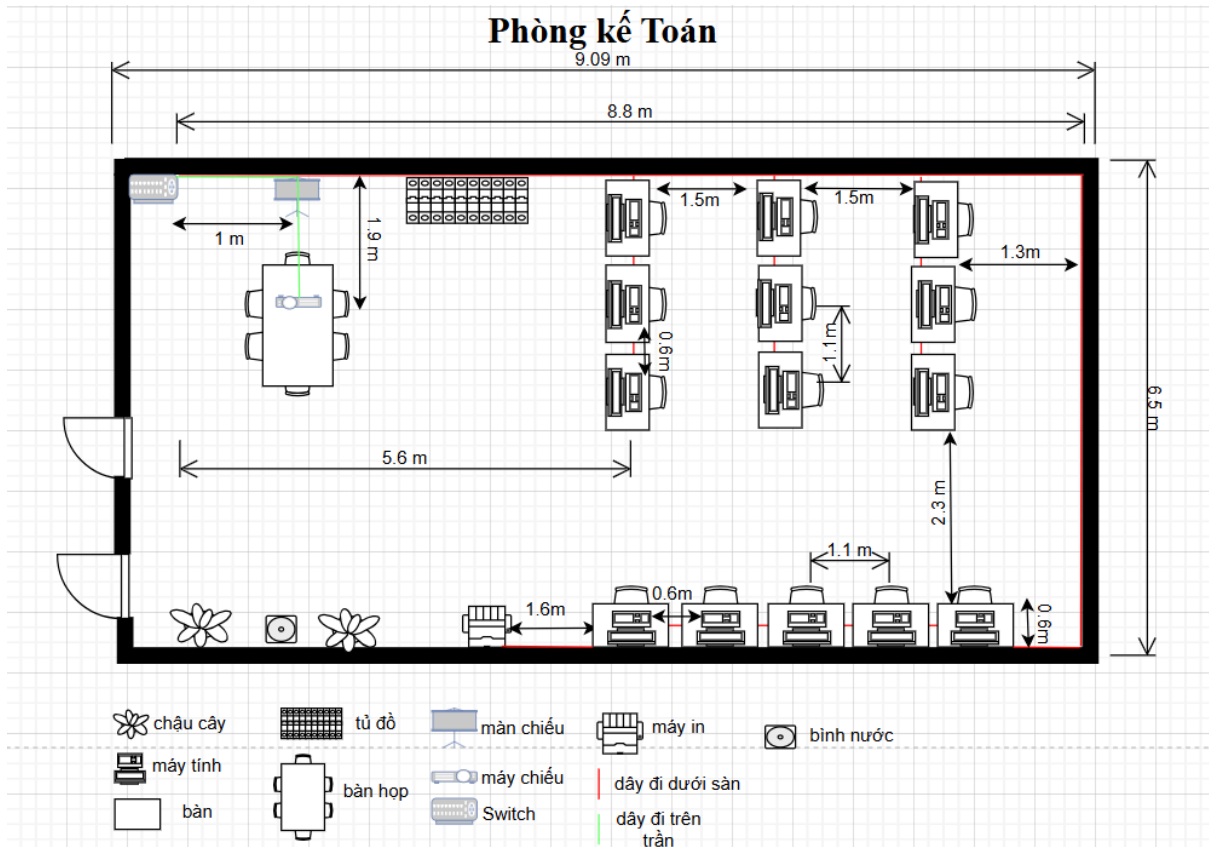 Phòng kế Toán
9.09 m
8.8 m
1.5m
1.5m
1 m
1.9 m
1.3m
0.6m
1.1m
6.5 m
5.6 m
2.3 m
1.1 m
1.6m
0.6m
0.6m
chậu cây
tủ đồ
màn chiếu
máy in
bình nước
máy tính
bàn họp
máy chiếu
dây đi dưới sàn
bàn
Switch
dây đi trên
trần